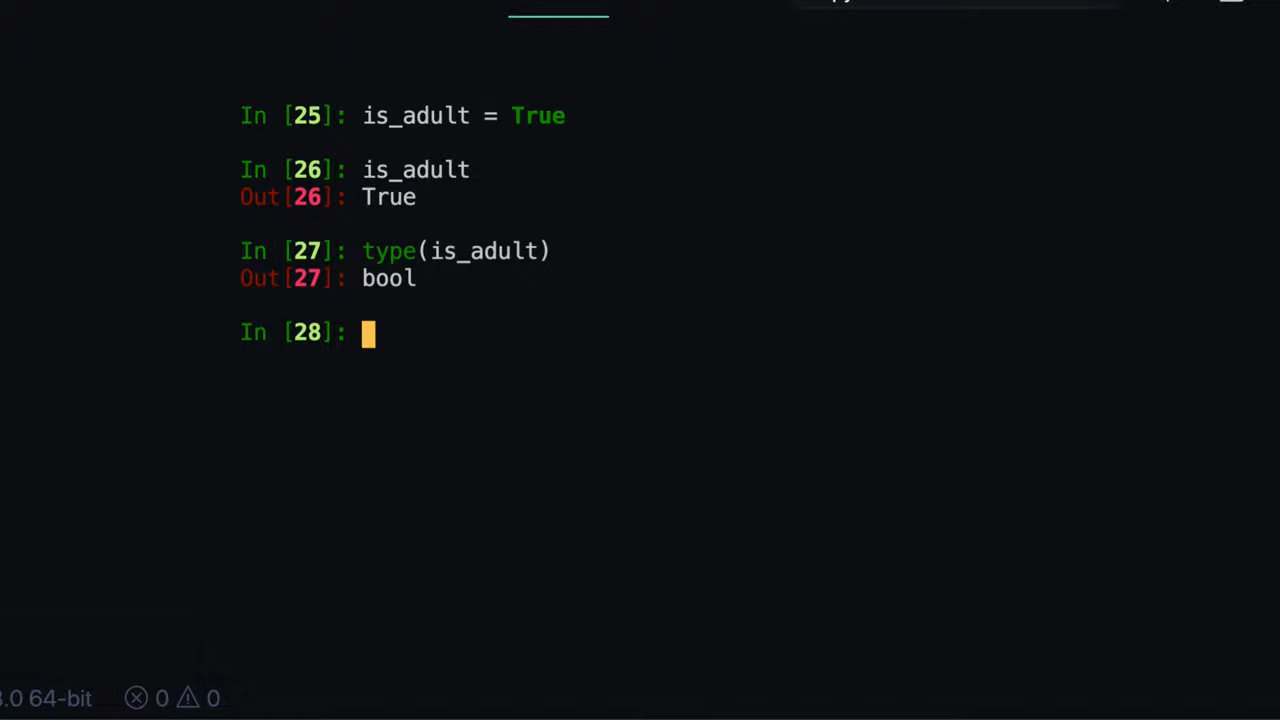 In [25]: is_adult = True
In [26]: is_adult
Out[26]: True
In [27]: type(is_adult)
Out[27]: bool
In [28]:
.0 64-bit 0 0